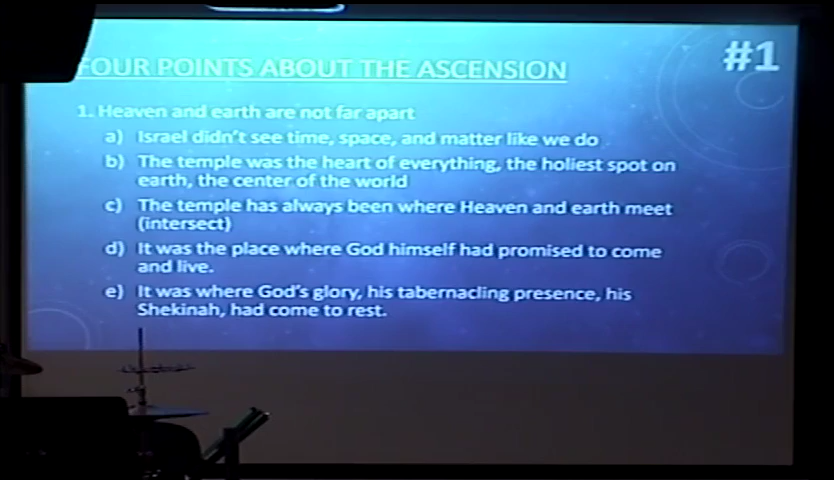 FOUR POINTS ABOUT THE ASCENSION
#1
1. Heaven and earth are not far apart
a) Israel didn't see time, space, and matter like we do
b) The temple was the heart of everything, the holiest spot on
earth, the center of the world
c) The temple has always been where Heaven and earth meet
(intersect)
d) It was the place where God himself had promised to come
and live.
e) It was where God's glory, his tabernacling presence, his
Shekinah, had come to rest.